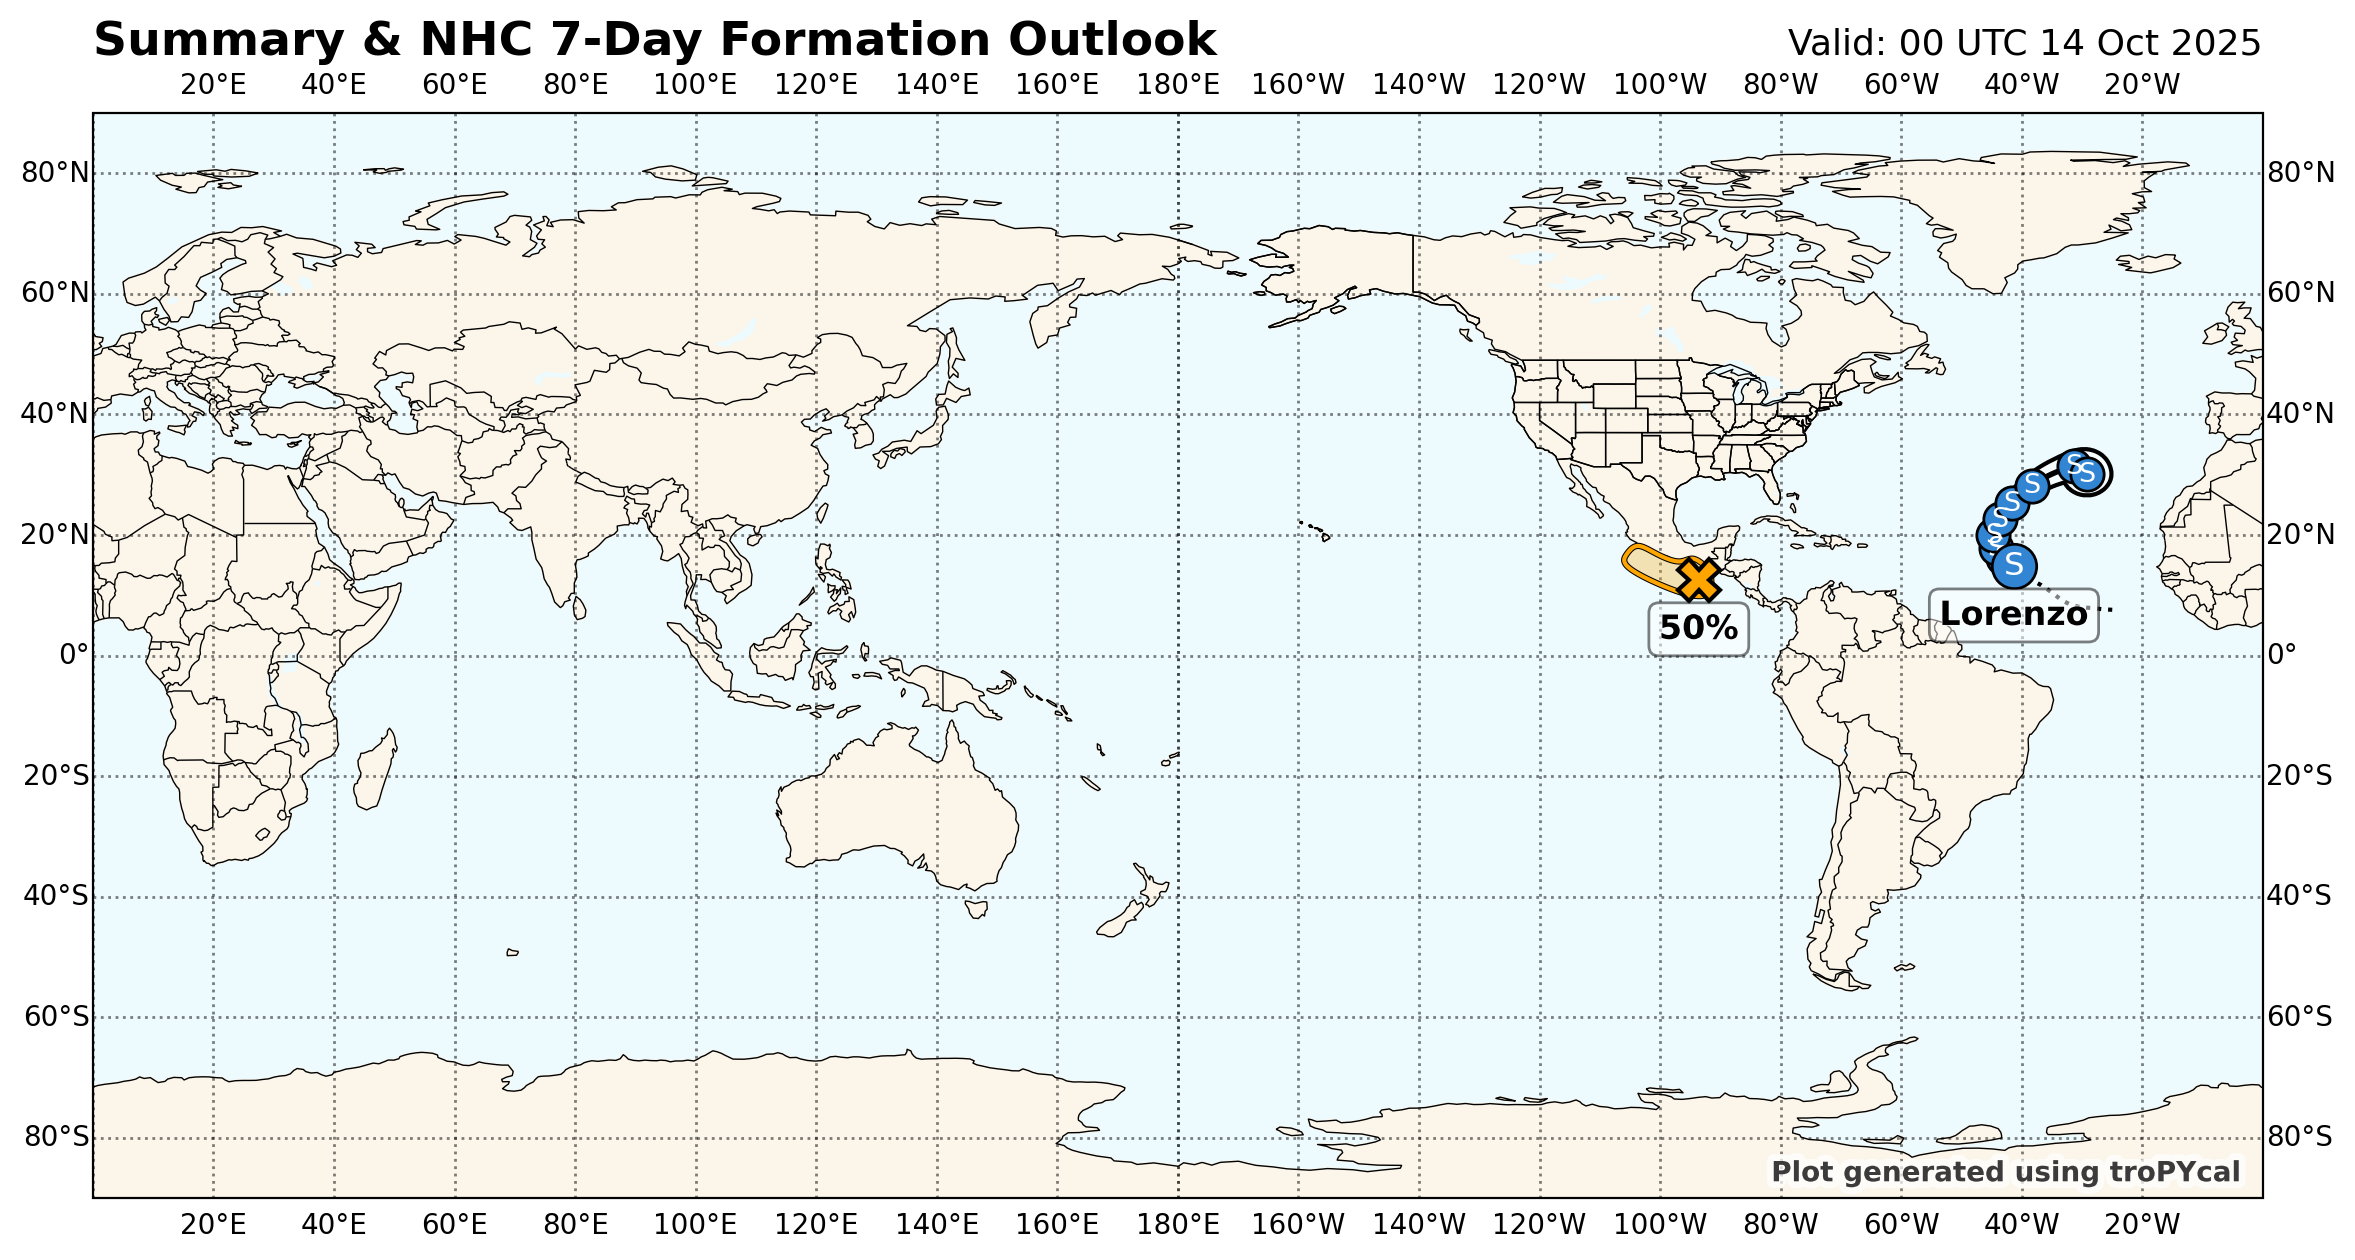 Summary & NHC 7-Day Formation Outlook
Valid: 00 UTC 14 Oct 2025
20°E 40°E 60°E 80°E 100°E 120°E 140°E 160°E 180°E 160°W 140°W 120°W 100°W 80°W 60°W 40°W 20°W
80°N 80°N
60°N 60°N
40°N 40°N
S S
S
S
S
20°N S 20°N
S
S
Lorenzo
50%
0° 0°
20°S 20°S
40°S 40°S
60°S 60°S
80°S 80°S
Plot generated using troPYcal
20°E 40°E 60°E 80°E 100°E 120°E 140°E 160°E 180°E 160°W 140°W 120°W 100°W 80°W 60°W 40°W 20°W